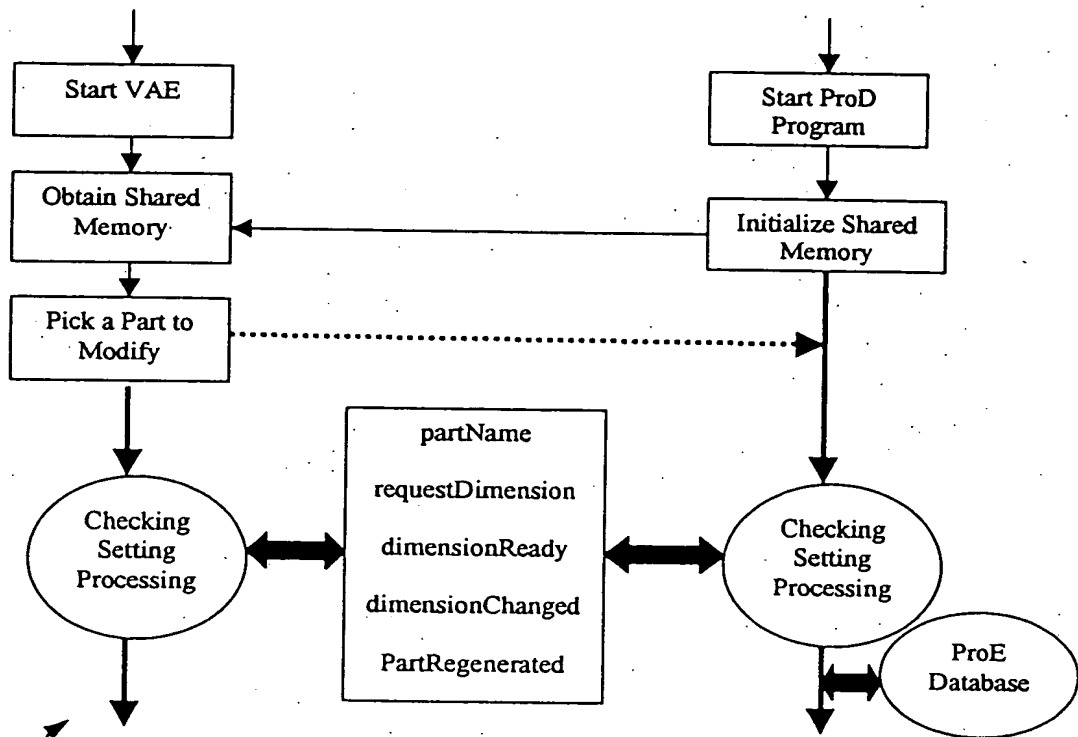 Start VAE
Start ProD
Program
Obtain Shared
Memory
Initialize Shared
Memory
Pick a Part to
Modify
partName
requestDimension
dimensionReady
dimensionChanged
PartRegenerated
Checking
Setting
Processing
Checking
Setting
Processing
ProE
Database